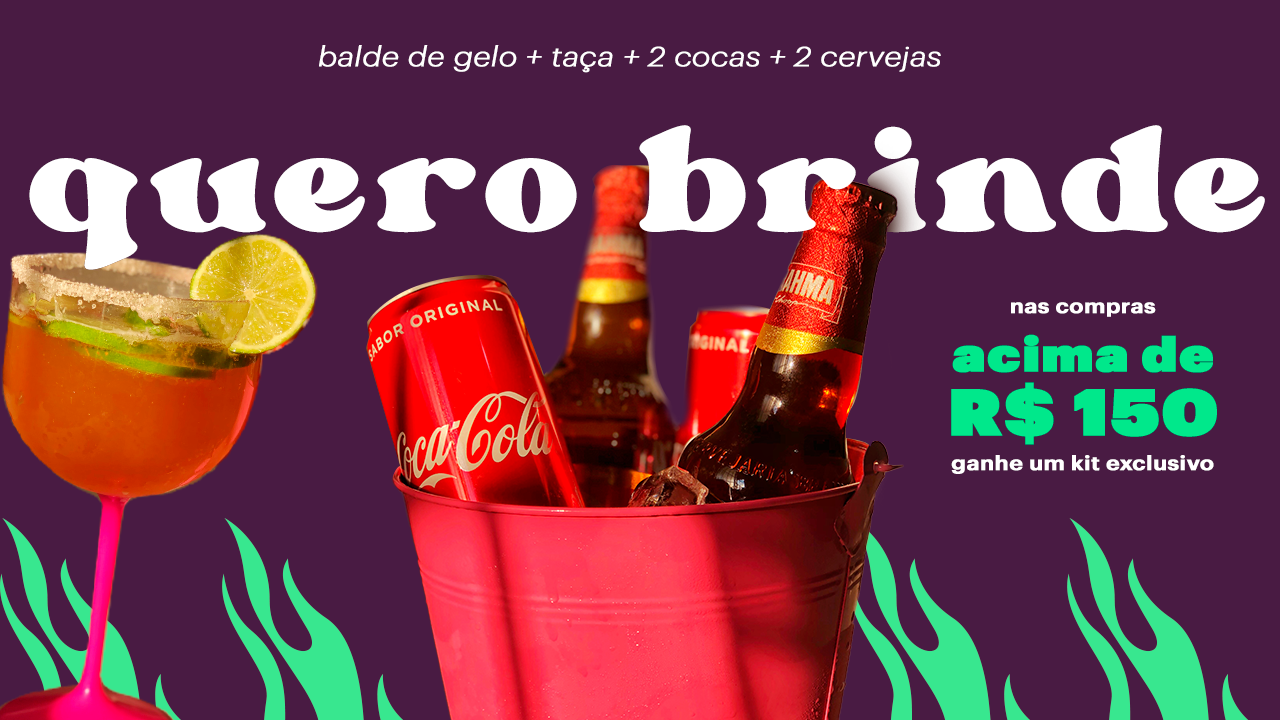 balde de gelo + taça + 2 cocas + 2 cervejas
quero brinde
SABOR ORIGINAL
Coca-Cola
nas compras
acima de
R$ 150
ganhe um kit exclusivo